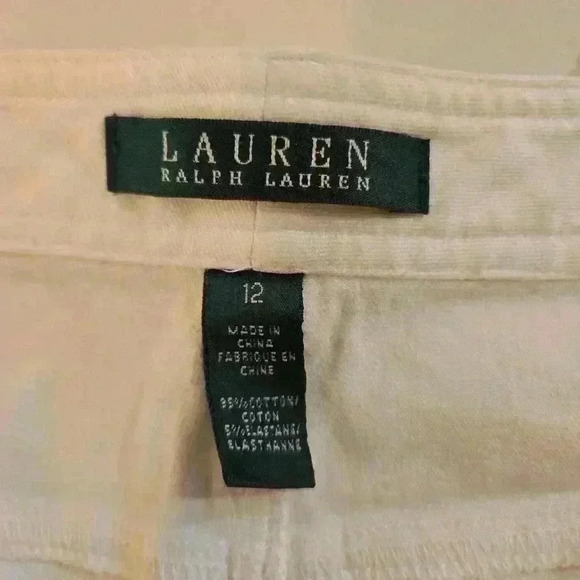 LAUREN
RALPH LAUREN
12
MADE IN
CHINA
FABRIQUE EN
CHINE
95%COTTON/
COTON
5%ELASTANE/
ELASTHANNE